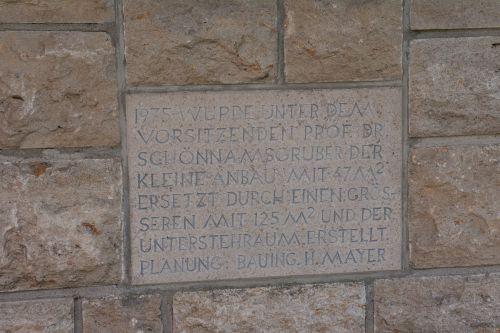 1975 WURDE UNTER DEM
VORSITZENDEN PROF. DR.
SCHÖNNAMSGRUBER DER
KLEINE ANBAU MIT 47 M²
ERSETZT DURCH EINEN GRÖS-
SEREN MIT 125 M² UND DER
UNTERSTEHRAUM ERSTELLT.
PLANUNG: BAUING. H. MAYER